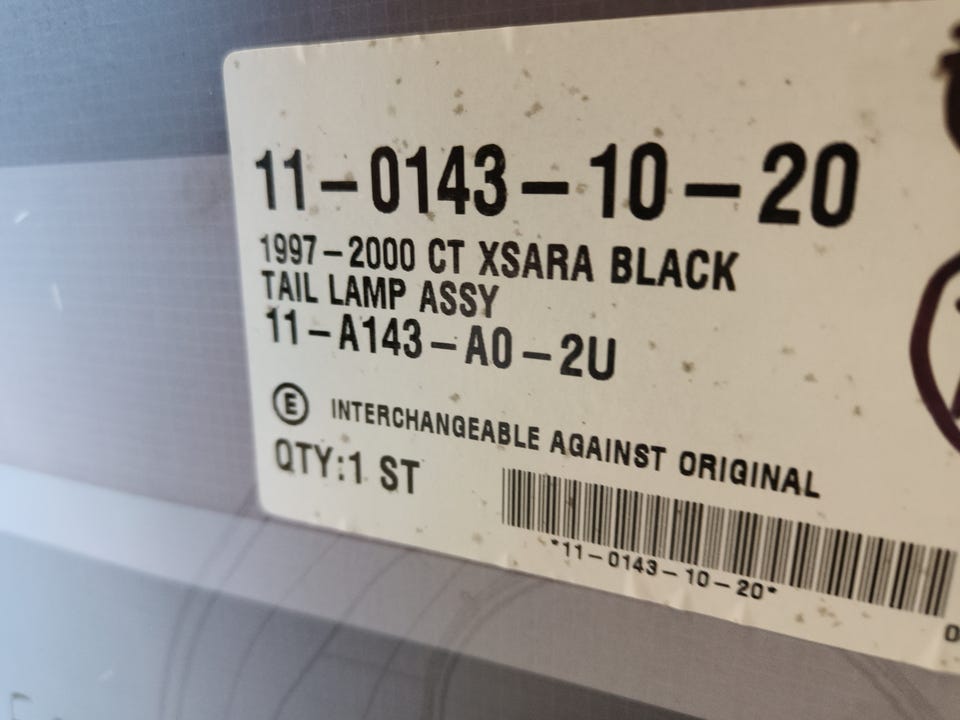 11-0143-10-20
1997-2000 CT XSARA BLACK
TAIL LAMP ASSY
11-A143-A0-2U
E INTERCHANGEABLE AGAINST ORIGINAL
QTY:1 ST
*11-0143-10-20*